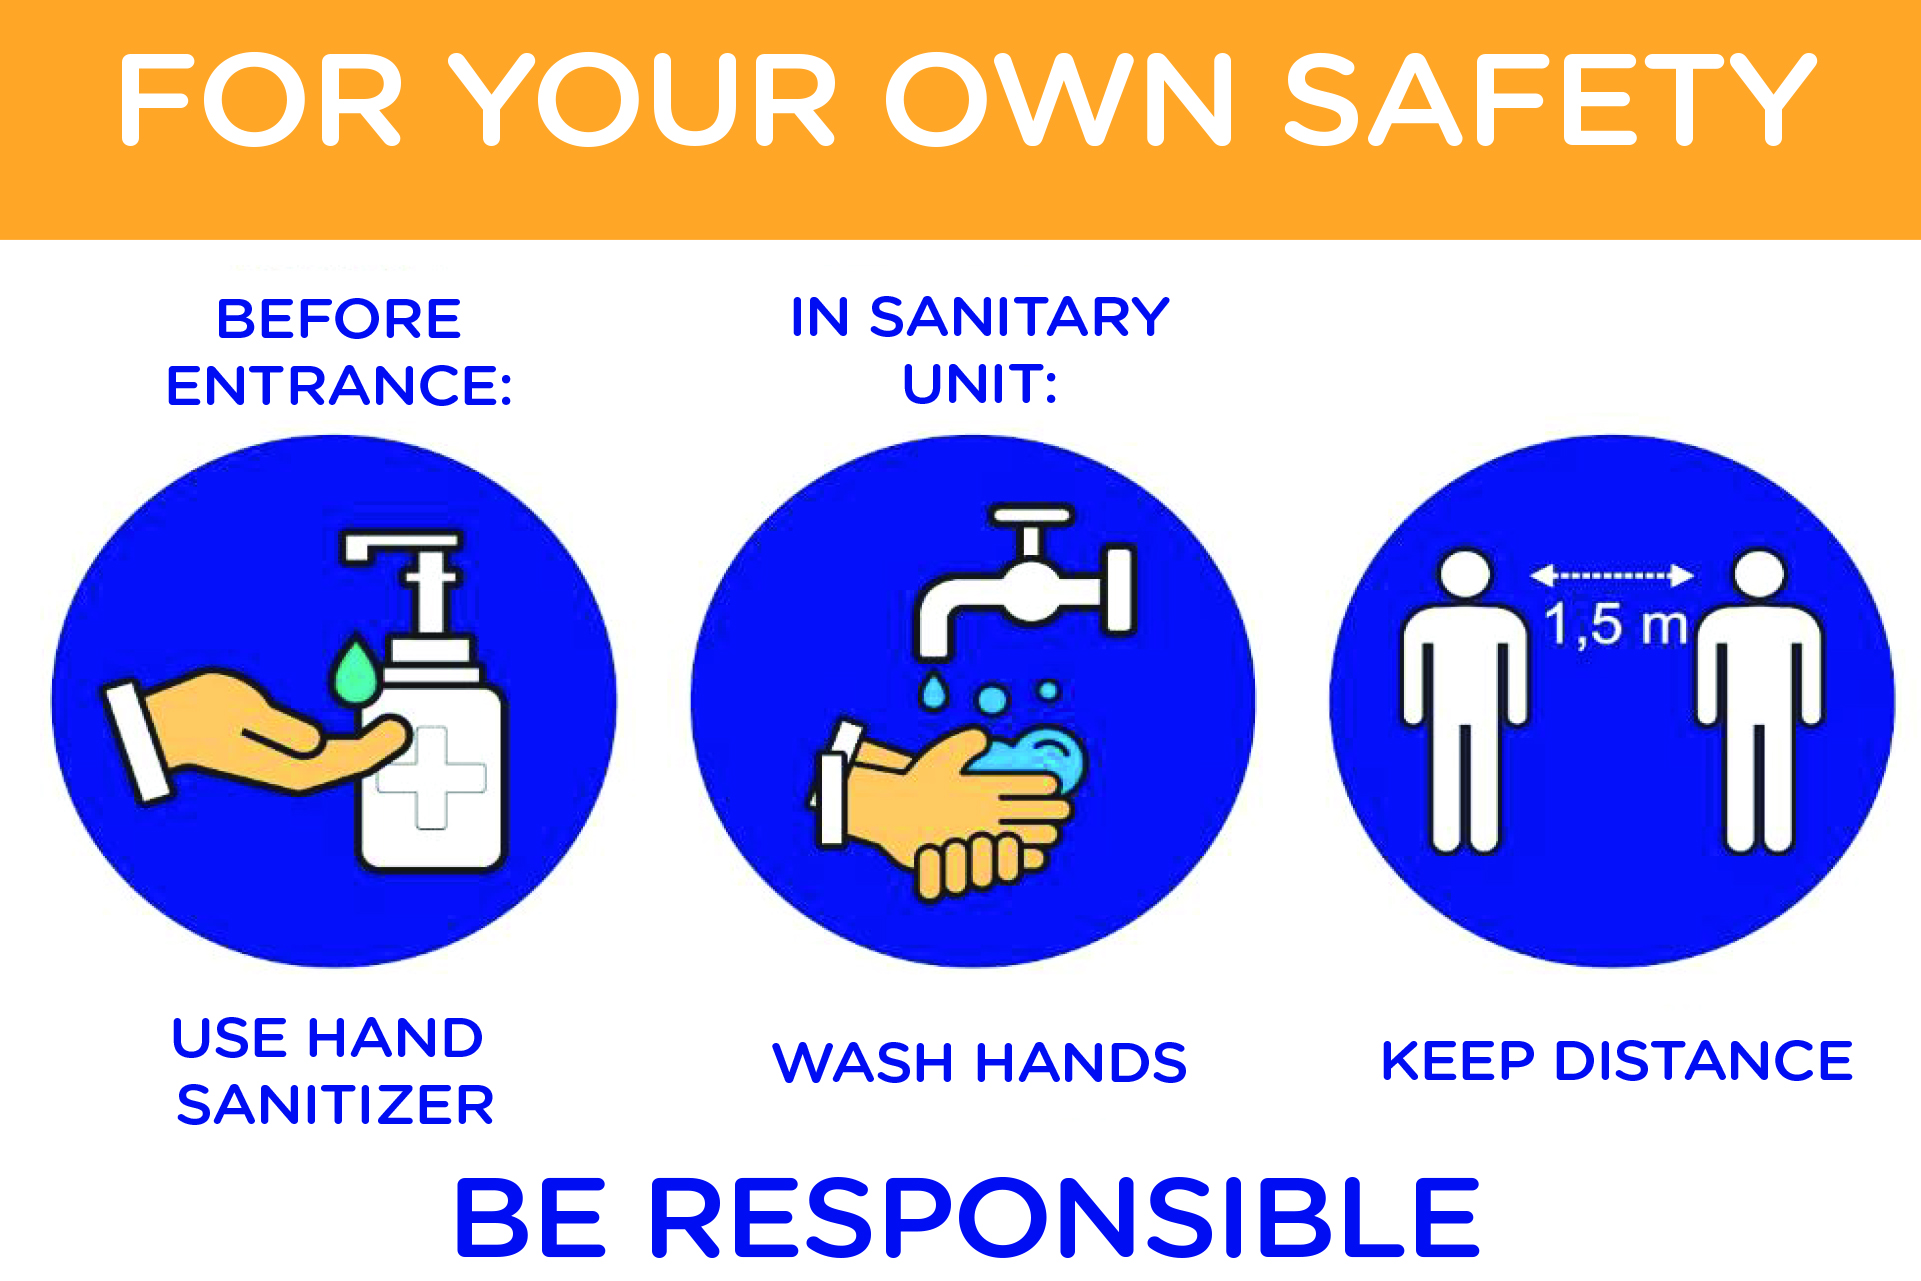 FOR YOUR OWN SAFETY
BEFORE
ENTRANCE:
USE HAND
SANITIZER
IN SANITARY
UNIT:
WASH HANDS
1,5 m
KEEP DISTANCE
BE RESPONSIBLE